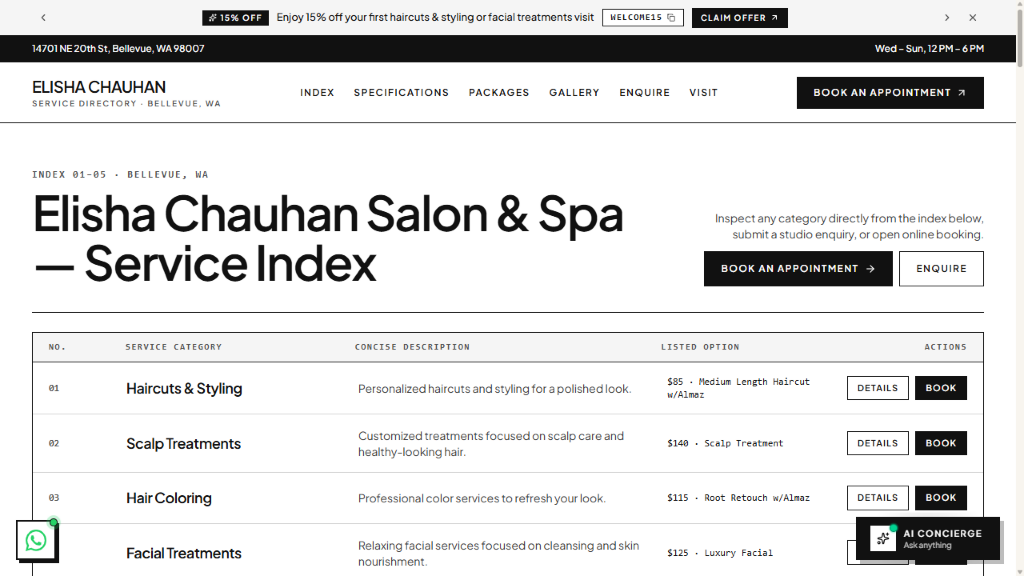 15% OFF Enjoy 15% off your first haircuts & styling or facial treatments visit WELCOME15 CLAIM OFFER
14701 NE 20th St, Bellevue, WA 98007 Wed – Sun, 12 PM – 6 PM
ELISHA CHAUHAN
SERVICE DIRECTORY · BELLEVUE, WA
INDEX SPECIFICATIONS PACKAGES GALLERY ENQUIRE VISIT
BOOK AN APPOINTMENT
INDEX 01–05 · BELLEVUE, WA
Elisha Chauhan Salon & Spa
— Service Index
Inspect any category directly from the index below,
submit a studio enquiry, or open online booking.
BOOK AN APPOINTMENT ENQUIRE
NO. SERVICE CATEGORY CONCISE DESCRIPTION LISTED OPTION ACTIONS
01 Haircuts & Styling Personalized haircuts and styling for a polished look. $85 · Medium Length Haircut
w/Almaz
DETAILS BOOK
02 Scalp Treatments Customized treatments focused on scalp care and
healthy-looking hair.
$140 · Scalp Treatment DETAILS BOOK
03 Hair Coloring Professional color services to refresh your look. $115 · Root Retouch w/Almaz DETAILS BOOK
Facial Treatments Relaxing facial services focused on cleansing and skin
nourishment.
$125 · Luxury Facial
AI CONCIERGE
Ask anything